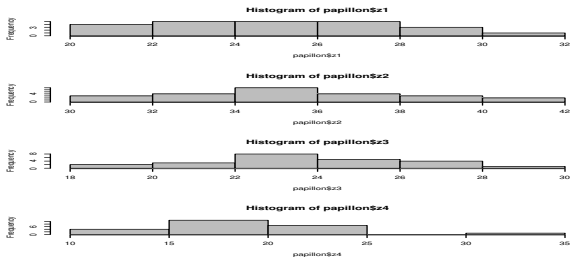 Histogram of papillon$z1
Frequency
0 3
20 22 24 26 28 30 32
papillon$z1
Histogram of papillon$z2
Frequency
0 4
30 32 34 36 38 40 42
papillon$z2
Histogram of papillon$z3
Frequency
0 4 8
18 20 22 24 26 28 30
papillon$z3
Histogram of papillon$z4
Frequency
0 6
10 15 20 25 30 35
papillon$z4